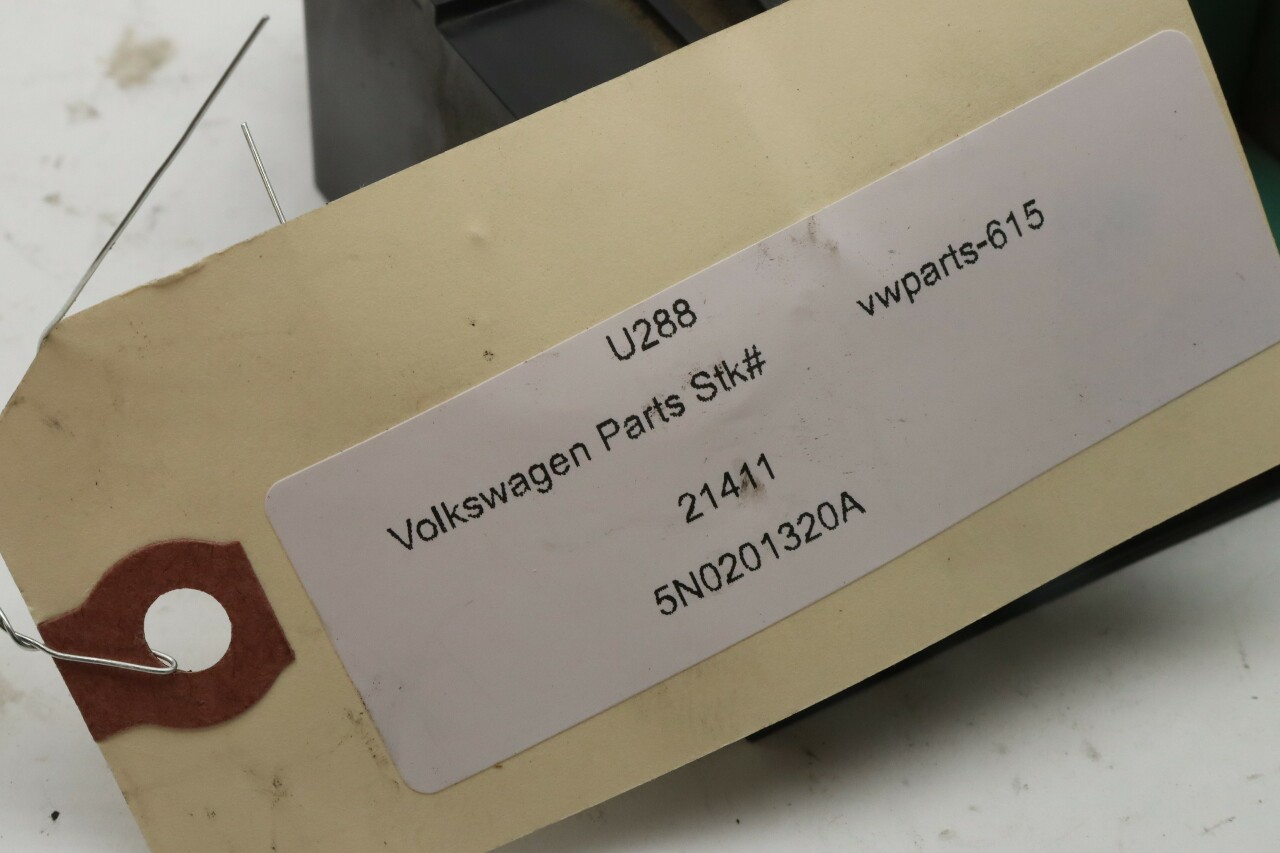 U288
vwparts-615
Volkswagen Parts Stk#
21411
5N0201320A